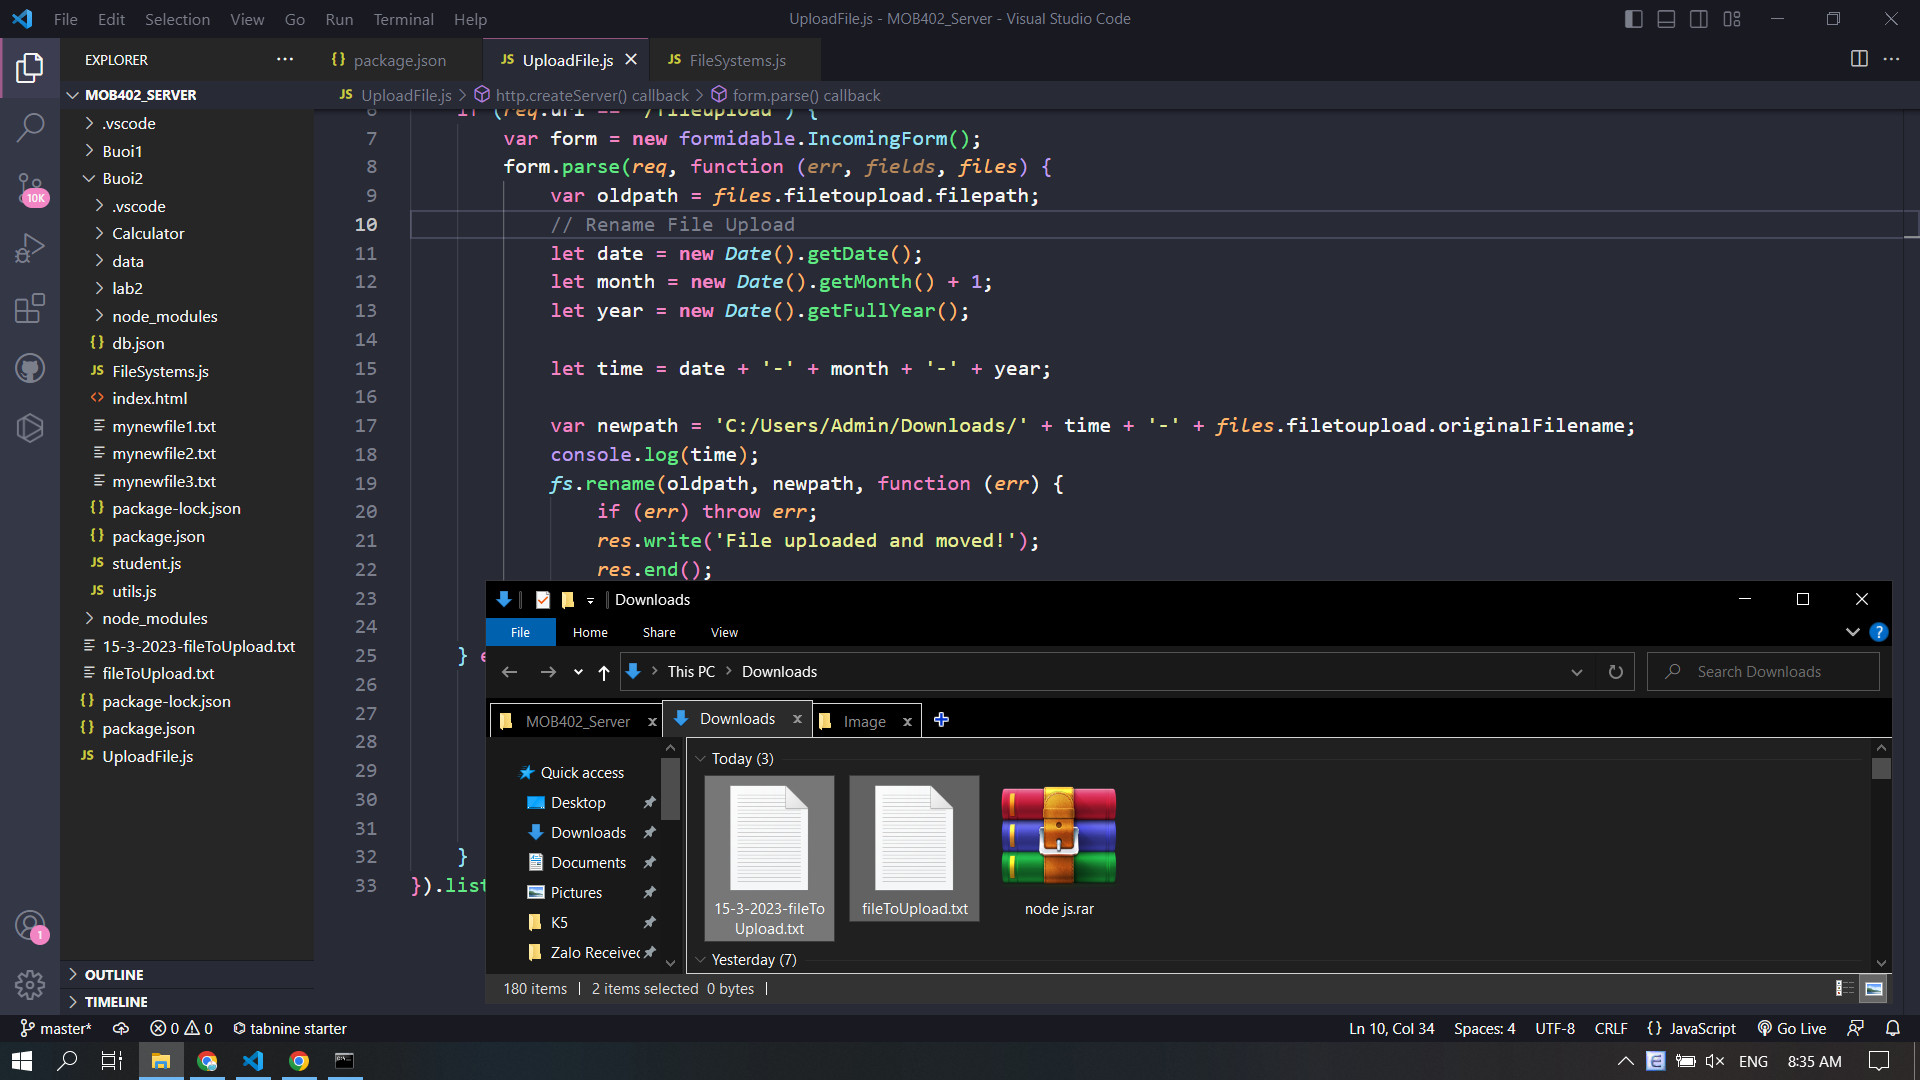 File Edit Selection View Go Run Terminal Help
UploadFile.js - MOB402_Server - Visual Studio Code
EXPLORER
MOB402_SERVER
.vscode
Buoi1
Buoi2
.vscode
Calculator
data
lab2
node_modules
db.json
FileSystems.js
index.html
mynewfile1.txt
mynewfile2.txt
mynewfile3.txt
package-lock.json
package.json
student.js
utils.js
node_modules
15-3-2023-fileToUpload.txt
fileToUpload.txt
package-lock.json
package.json
UploadFile.js
OUTLINE
TIMELINE
10K
1
{} package.json
JS UploadFile.js
JS FileSystems.js
JS UploadFile.js > http.createServer() callback > form.parse() callback
6 if (req.url == '/fileupload') {
7 var form = new formidable.IncomingForm();
8 form.parse(req, function (err, fields, files) {
9 var oldpath = files.filetoupload.filepath;
10 // Rename File Upload
11 let date = new Date().getDate();
12 let month = new Date().getMonth() + 1;
13 let year = new Date().getFullYear();
14
15 let time = date + '-' + month + '-' + year;
16
17 var newpath = 'C:/Users/Admin/Downloads/' + time + '-' + files.filetoupload.originalFilename;
18 console.log(time);
19 fs.rename(oldpath, newpath, function (err) {
20 if (err) throw err;
21 res.write('File uploaded and moved!');
22 res.end();
23
24
25 } e
26
27
28
29
30
31
32 }
33 }).list
Downloads
File Home Share View
This PC > Downloads
Search Downloads
MOB402_Server x
Downloads x
Image x
Quick access
Desktop
Downloads
Documents
Pictures
K5
Zalo Received
Today (3)
15-3-2023-fileTo
Upload.txt
fileToUpload.txt
node js.rar
Yesterday (7)
180 items | 2 items selected 0 bytes |
master* 0 0 tabnine starter
Ln 10, Col 34 Spaces: 4 UTF-8 CRLF {} JavaScript Go Live
ENG 8:35 AM